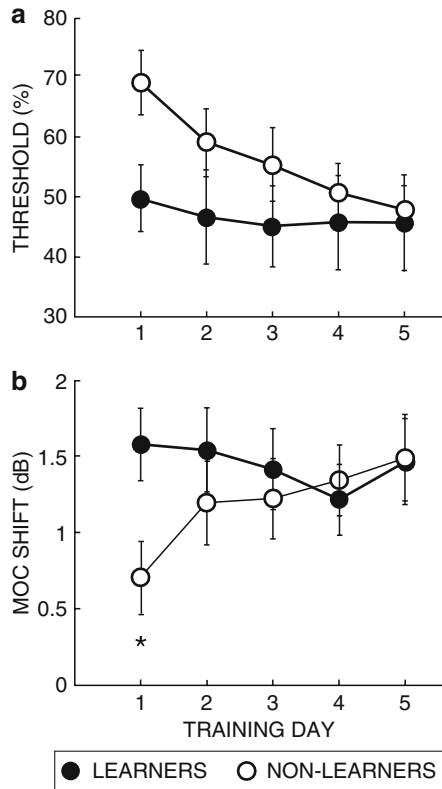 a
THRESHOLD (%)
80
70
60
50
40
30
1 2 3 4 5
b
MOC SHIFT (dB)
2
1.5
1
0.5
0
*
1 2 3 4 5
TRAINING DAY
LEARNERS NON-LEARNERS